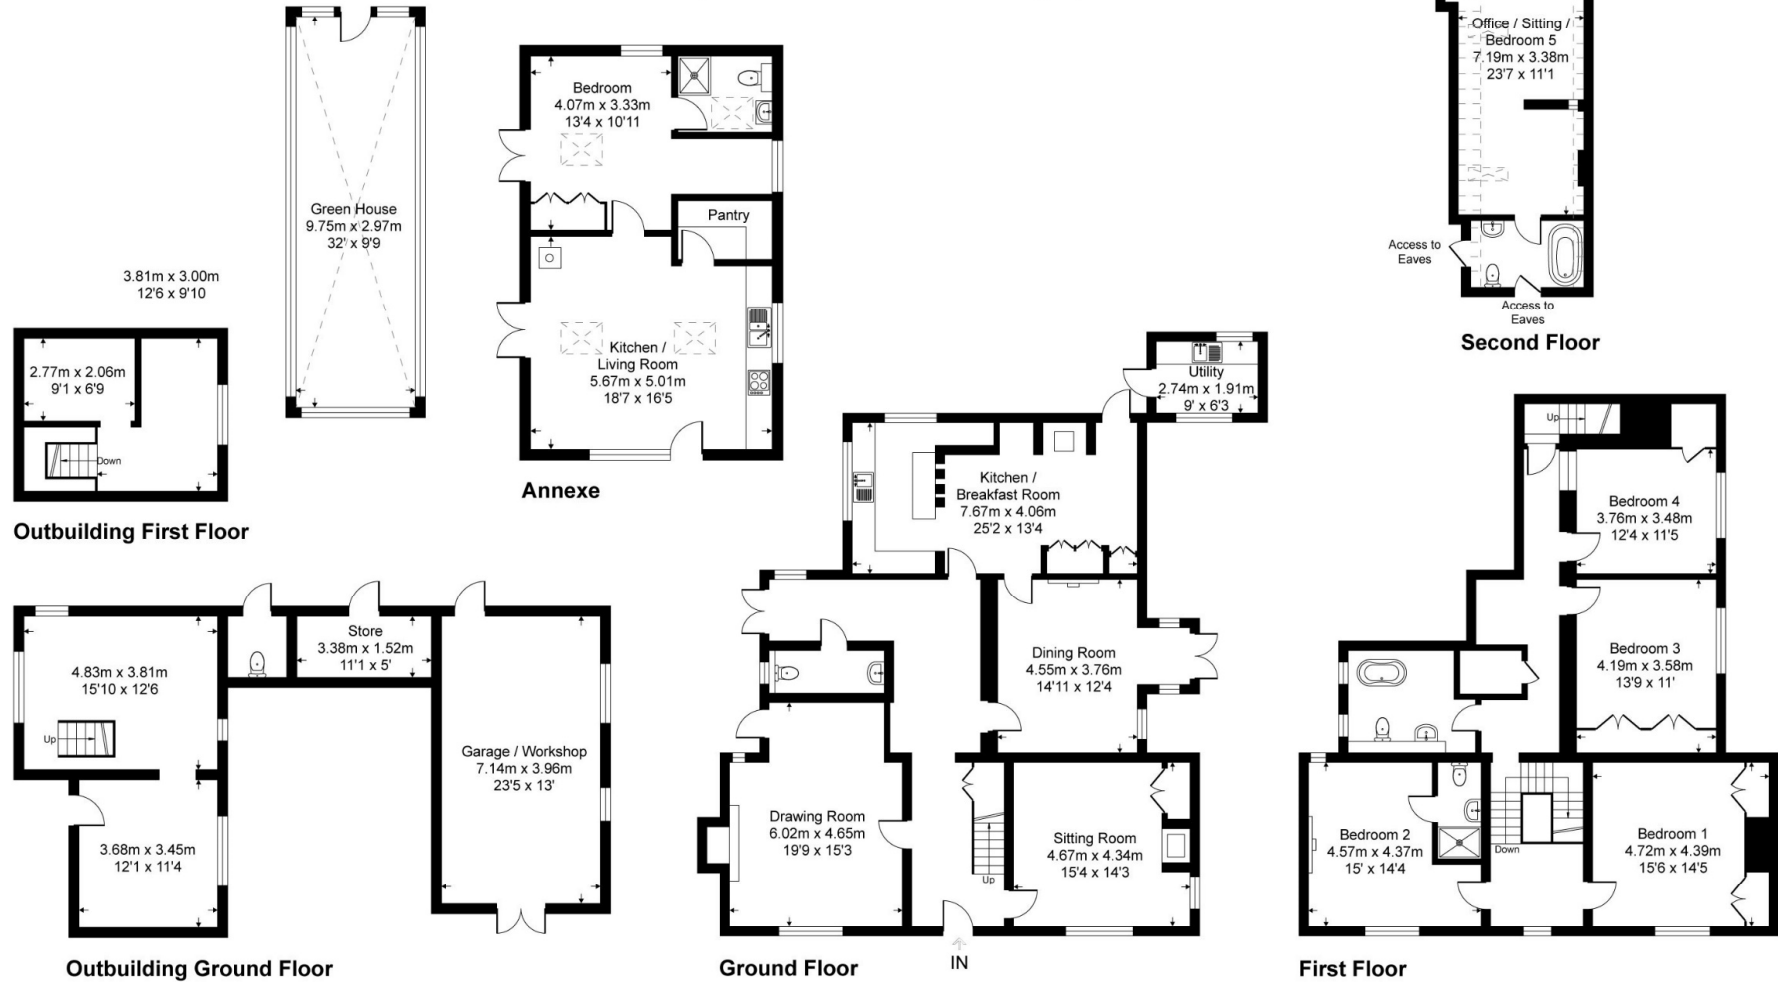 Green House
9.75m x 2.97m
32' x 9'9
3.81m x 3.00m
12'6 x 9'10
2.77m x 2.06m
9'1 x 6'9
Down
Outbuilding First Floor
Bedroom
4.07m x 3.33m
13'4 x 10'11
Pantry
Kitchen /
Living Room
5.67m x 5.01m
18'7 x 16'5
Annexe
Office / Sitting /
Bedroom 5
7.19m x 3.38m
23'7 x 11'1
Access to
Eaves
Access to
Eaves
Second Floor
4.83m x 3.81m
15'10 x 12'6
Up
Store
3.38m x 1.52m
11'1 x 5'
Garage / Workshop
7.14m x 3.96m
23'5 x 13'
3.68m x 3.45m
12'1 x 11'4
Outbuilding Ground Floor
Utility
2.74m x 1.91m
9' x 6'3
Kitchen /
Breakfast Room
7.67m x 4.06m
25'2 x 13'4
Dining Room
4.55m x 3.76m
14'11 x 12'4
Drawing Room
6.02m x 4.65m
19'9 x 15'3
Sitting Room
4.67m x 4.34m
15'4 x 14'3
Up
IN
Ground Floor
Up
Bedroom 4
3.76m x 3.48m
12'4 x 11'5
Bedroom 3
4.19m x 3.58m
13'9 x 11'
Bedroom 2
4.57m x 4.37m
15' x 14'4
Down
Bedroom 1
4.72m x 4.39m
15'6 x 14'5
First Floor